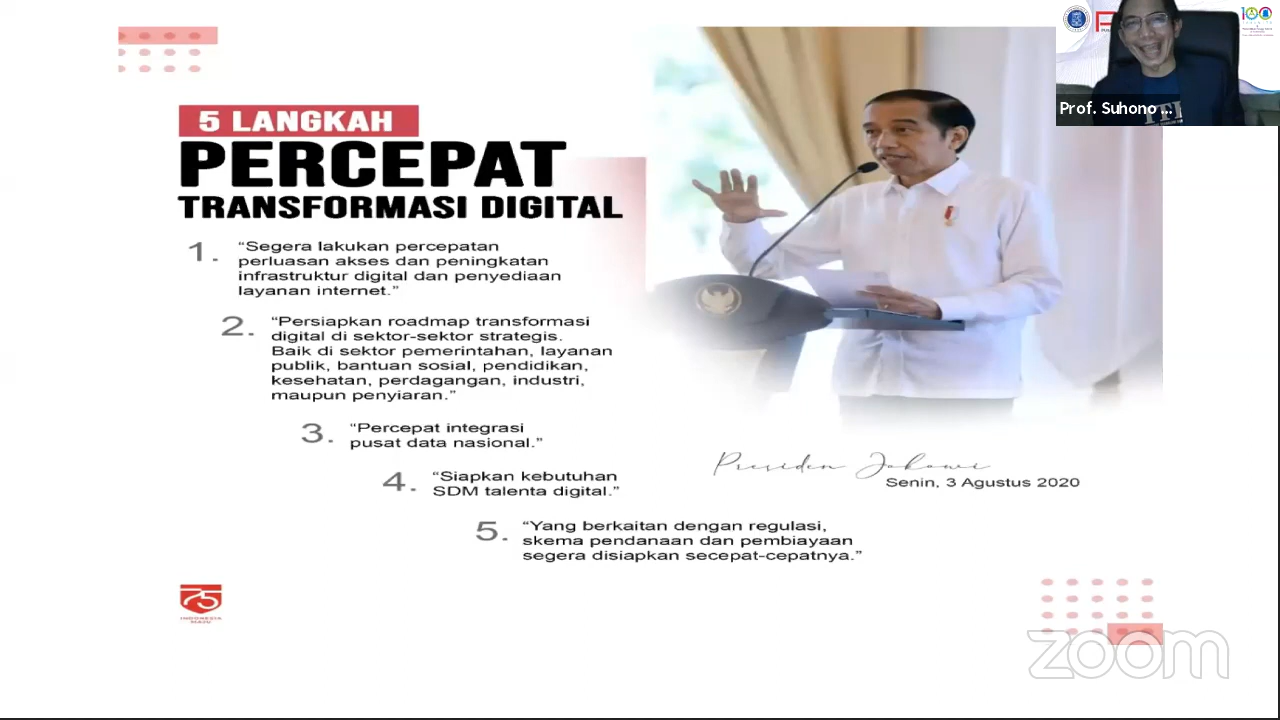 5 LANGKAH
PERCEPAT
TRANSFORMASI DIGITAL
1. “Segera lakukan percepatan
perluasan akses dan peningkatan
infrastruktur digital dan penyediaan
layanan internet.”
2. “Persiapkan roadmap transformasi
digital di sektor-sektor strategis.
Baik di sektor pemerintahan, layanan
publik, bantuan sosial, pendidikan,
kesehatan, perdagangan, industri,
maupun penyiaran.”
3. “Percepat integrasi
pusat data nasional.”
4. “Siapkan kebutuhan
SDM talenta digital.”
5. “Yang berkaitan dengan regulasi,
skema pendanaan dan pembiayaan
segera disiapkan secepat-cepatnya.”
Presiden Jokowi
Senin, 3 Agustus 2020
75
INDONESIA
MAJU
Prof. Suhono ...
100
zoom